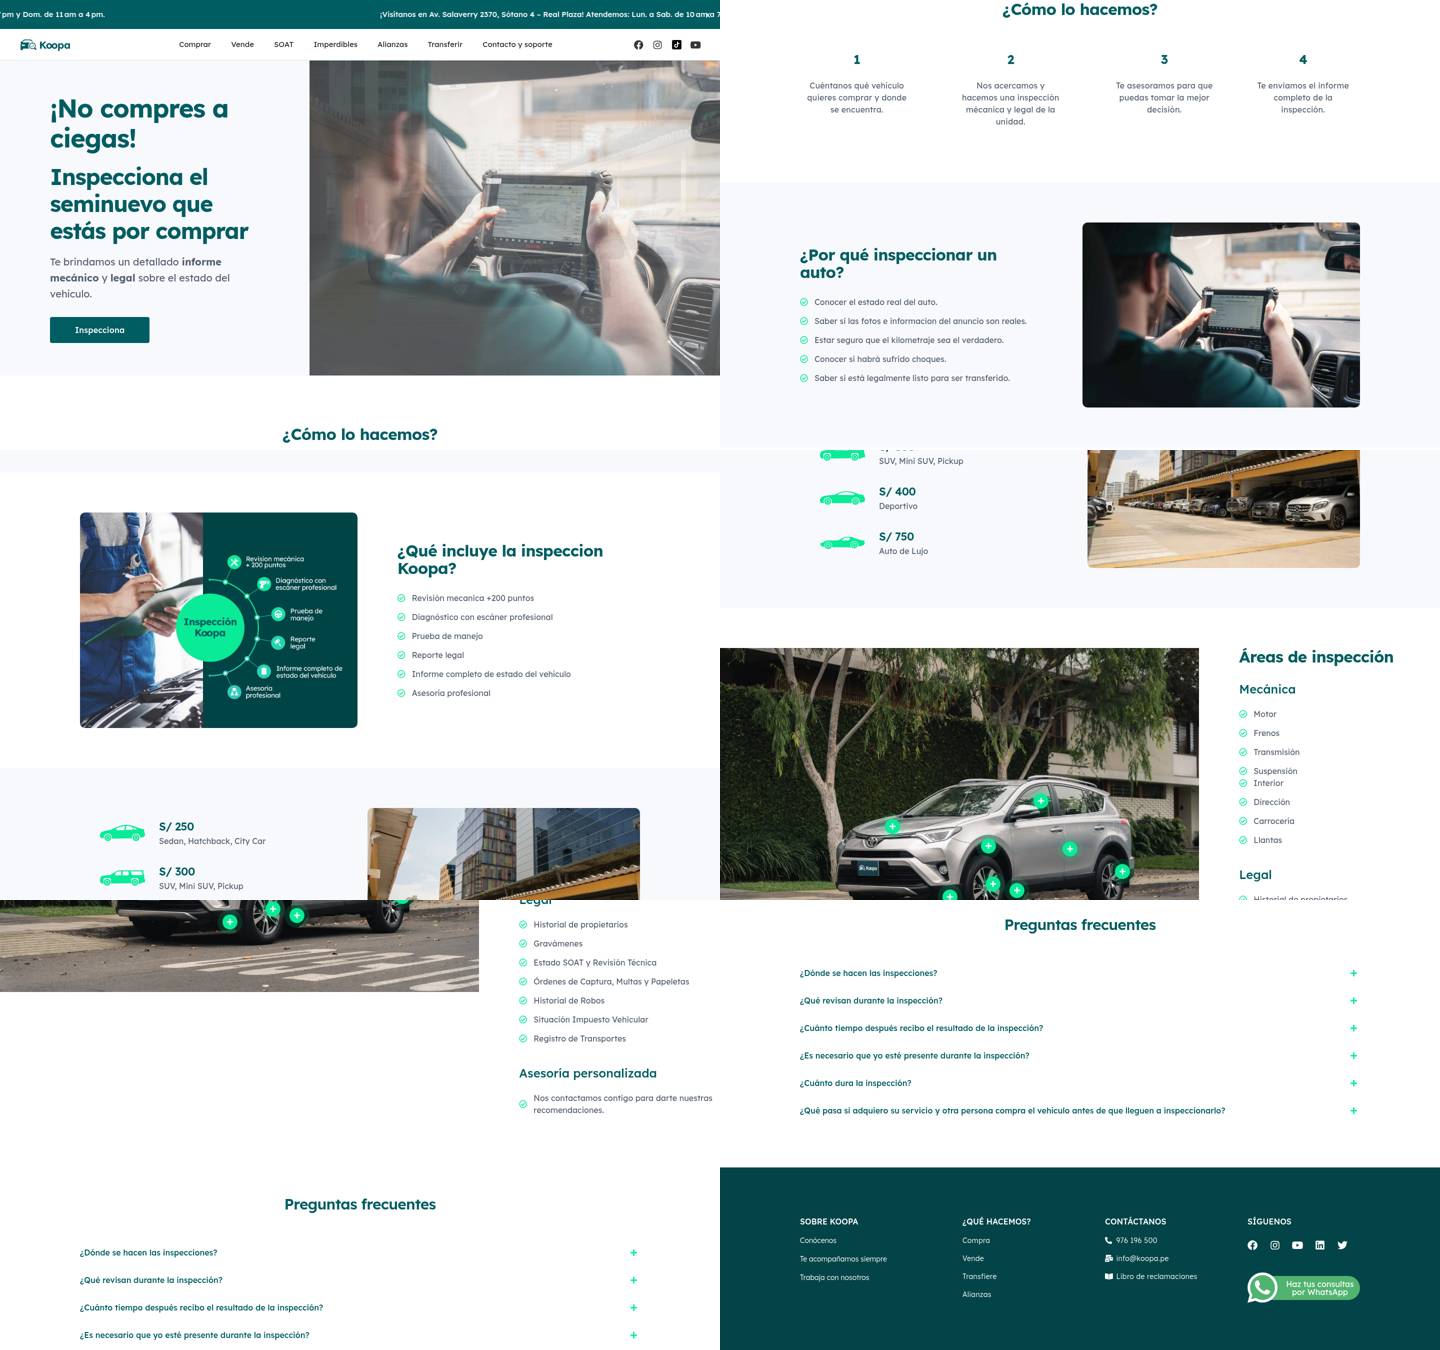 pm y Dom. de 11am a 4pm.
¡Visítanos en Av. Salaverry 2370, Sótano 4 – Real Plaza! Atendemos: Lun. a Sab. de 10am a 7
Koopa
Comprar
Vende
SOAT
Imperdibles
Alianzas
Transferir
Contacto y soporte
¡No compres a
ciegas!
Inspecciona el
seminuevo que
estás por comprar
Te brindamos un detallado informe
mecánico y legal sobre el estado del
vehículo.
Inspecciona
¿Cómo lo hacemos?
¿Cómo lo hacemos?
1
Cuéntanos qué vehículo
quieres comprar y donde
se encuentra.
2
Nos acercamos y
hacemos una inspección
mécanica y legal de la
unidad.
3
Te asesoramos para que
puedas tomar la mejor
decisión.
4
Te enviamos el informe
completo de la
inspección.
¿Por qué inspeccionar un
auto?
Conocer el estado real del auto.
Saber si las fotos e informacion del anuncio son reales.
Estar seguro que el kilometraje sea el verdadero.
Conocer si habrá sufrido choques.
Saber si está legalmente listo para ser transferido.
Revision mecánica
+ 200 puntos
Diagnóstico con
escáner profesional
Prueba de
manejo
Inspección
Koopa
Reporte
legal
Informe completo de
estado del vehículo
Asesoría
profesional
¿Qué incluye la inspeccion
Koopa?
Revisión mecanica +200 puntos
Diagnóstico con escáner profesional
Prueba de manejo
Reporte legal
Informe completo de estado del vehículo
Asesoría profesional
S/ 250
Sedan, Hatchback, City Car
S/ 300
SUV, Mini SUV, Pickup
SUV, Mini SUV, Pickup
S/ 400
Deportivo
S/ 750
Auto de Lujo
Koopa
Áreas de inspección
Mecánica
Motor
Frenos
Transmisión
Suspensión
Interior
Dirección
Carrocería
Llantas
Legal
Historial de propietarios
Legal
Historial de propietarios
Gravámenes
Estado SOAT y Revisión Técnica
Órdenes de Captura, Multas y Papeletas
Historial de Robos
Situación Impuesto Vehicular
Registro de Transportes
Asesoría personalizada
Nos contactamos contigo para darte nuestras
recomendaciones.
Preguntas frecuentes
¿Dónde se hacen las inspecciones?
¿Qué revisan durante la inspección?
¿Cuánto tiempo después recibo el resultado de la inspección?
¿Es necesario que yo esté presente durante la inspección?
Preguntas frecuentes
¿Dónde se hacen las inspecciones?
¿Qué revisan durante la inspección?
¿Cuánto tiempo después recibo el resultado de la inspección?
¿Es necesario que yo esté presente durante la inspección?
¿Cuánto dura la inspección?
¿Qué pasa si adquiero su servicio y otra persona compra el vehículo antes de que lleguen a inspeccionarlo?
SOBRE KOOPA
Conócenos
Te acompañamos siempre
Trabaja con nosotros
¿QUÉ HACEMOS?
Compra
Vende
Transfiere
Alianzas
CONTÁCTANOS
976 196 500
info@koopa.pe
Libro de reclamaciones
SÍGUENOS
Haz tus consultas
por WhatsApp